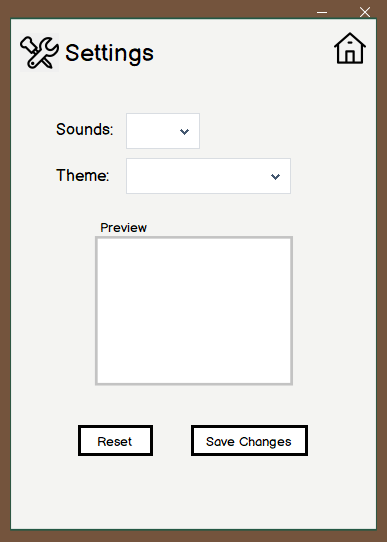 Settings
Sounds:
Theme:
Preview
Reset
Save Changes